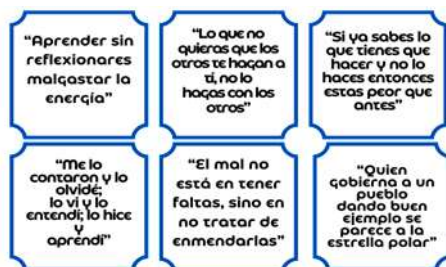 “Aprender sin
reflexionares
malgastar la
energía”
“Lo que no
quieras que los
otros te hagan a
ti, no lo
hagas con los
otros”
“Si ya sabes lo
que tienes que
hacer y no lo
haces entonces
estas peor que
antes”
“Me lo
contaron y lo
olvidé;
lo vi y lo
entendí; lo hice
y
aprendí”
“El mal no
está en tener
faltas, sino en
no tratar de
enmendarlas”
“Quien
gobierna a un
pueblo
dando buen
ejemplo se
parece a la
estrella polar”